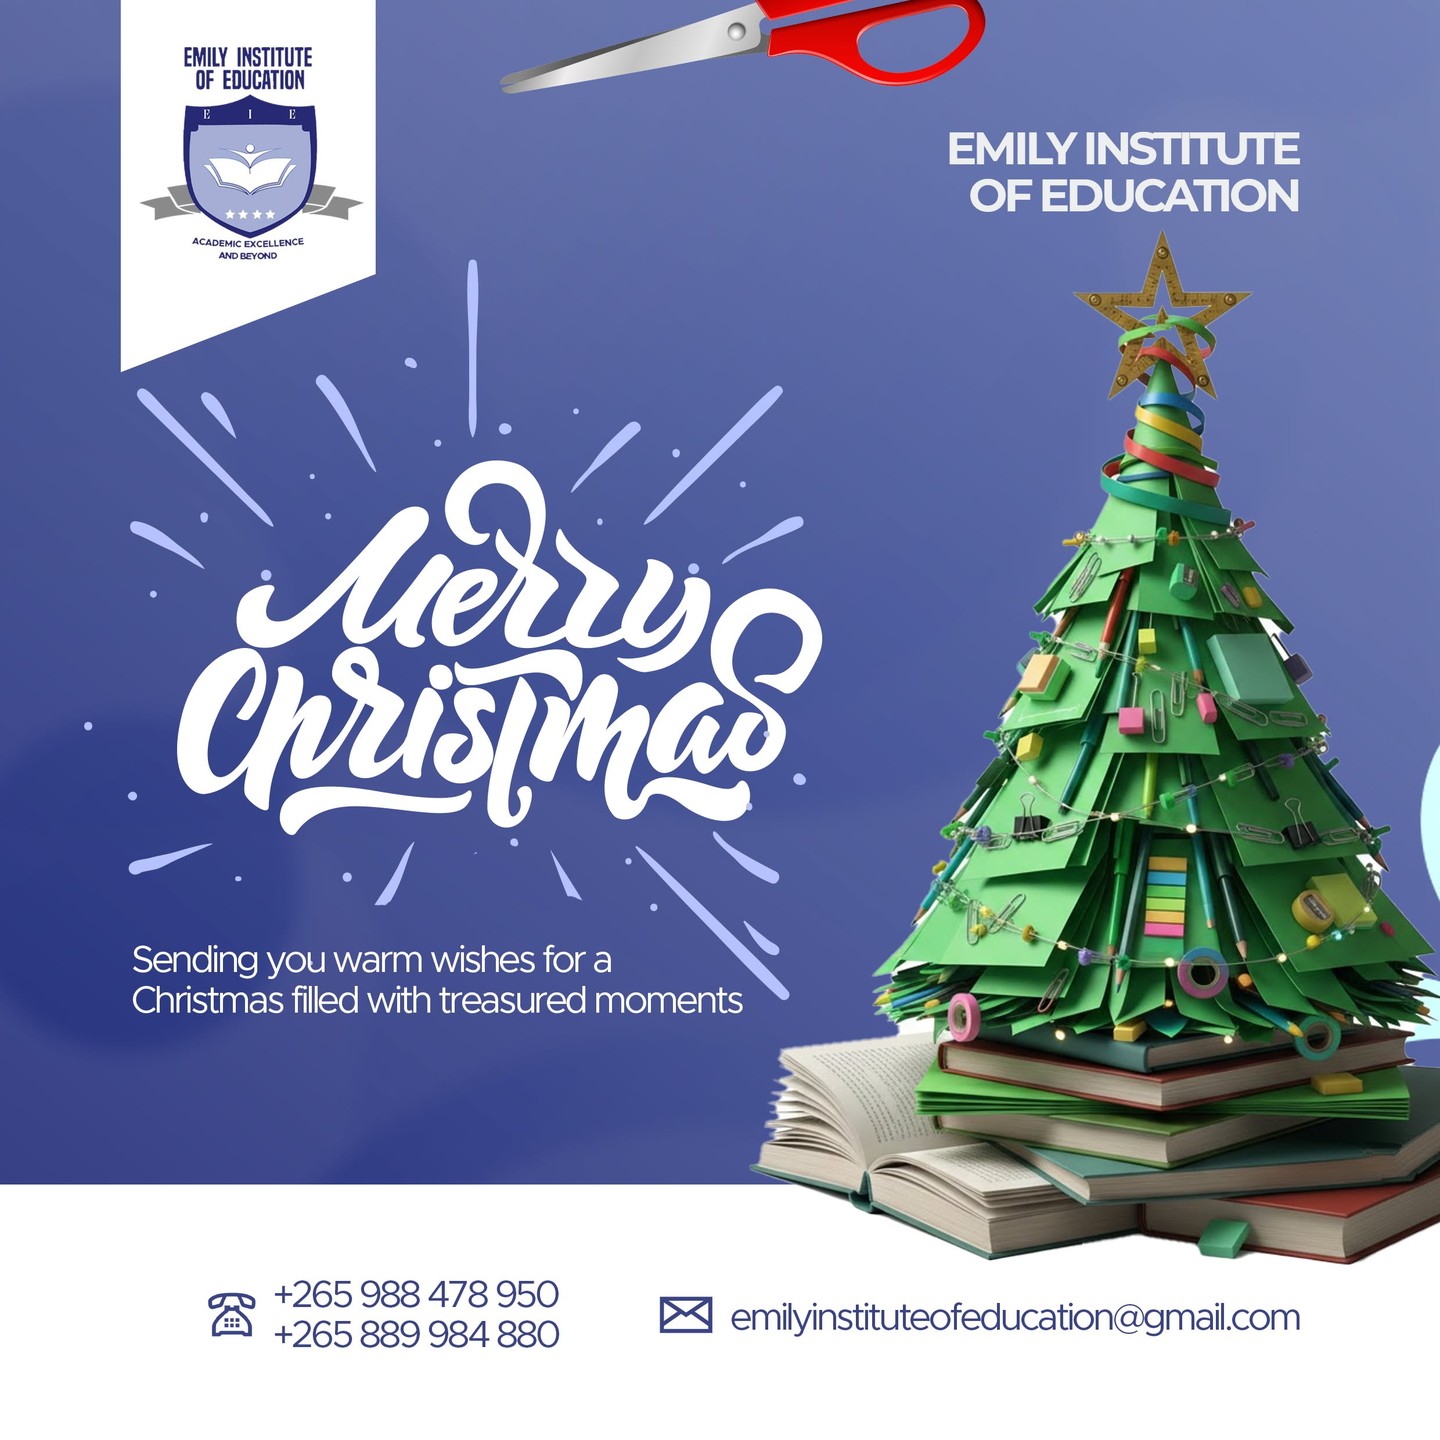 EMILY INSTITUTE
OF EDUCATION
E I E
ACADEMIC EXCELLENCE
AND BEYOND
EMILY INSTITUTE
OF EDUCATION
Merry
Christmas
Sending you warm wishes for a
Christmas filled with treasured moments
+265 988 478 950
+265 889 984 880
emilyinstituteofeducation@gmail.com